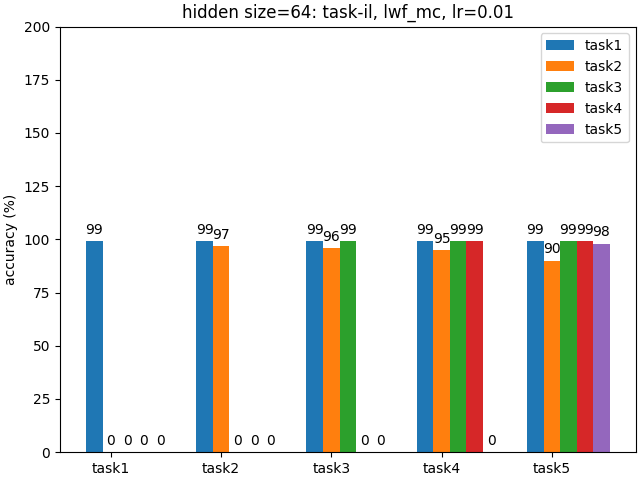 hidden size=64: task-il, lwf_mc, lr=0.01
accuracy (%)
200
175
150
125
100
75
50
25
0
task1
task2
task3
task4
task5
99 0 0 0 0
99 97 0 0 0
99 96 99 0 0
99 95 99 99 0
99 90 99 99 98
task1 task2 task3 task4 task5